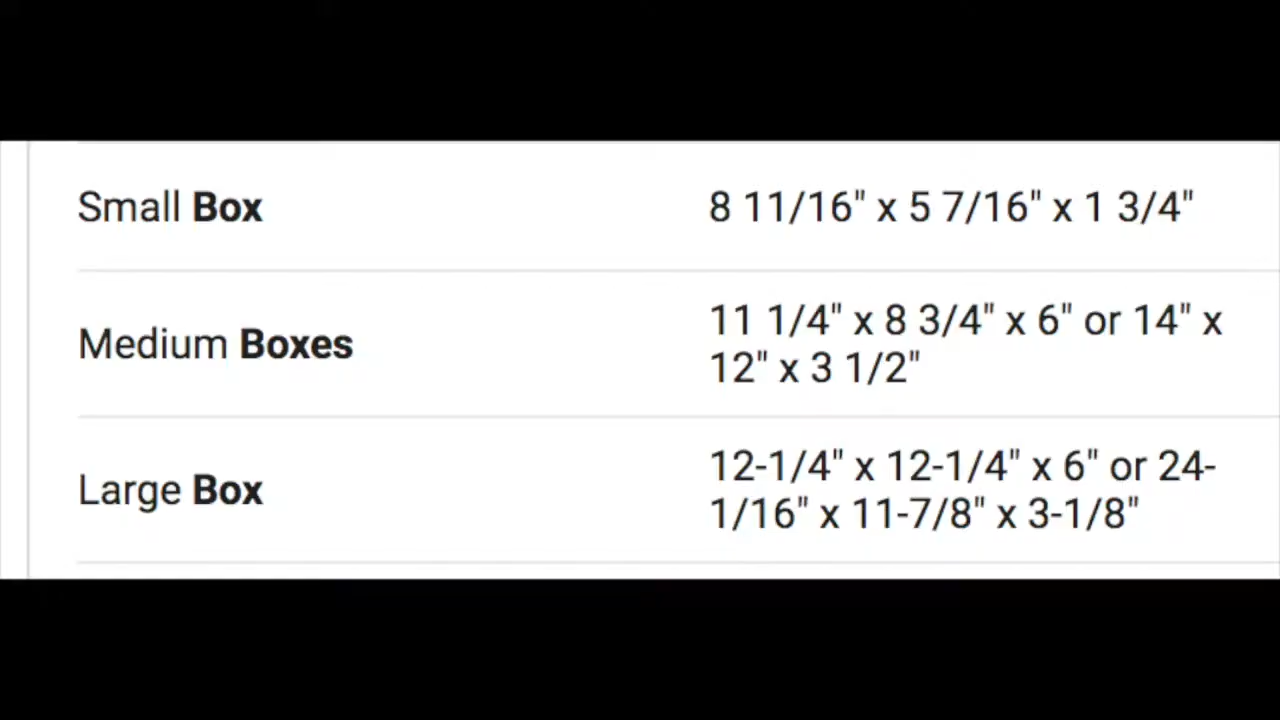 Small Box
8 11/16" x 5 7/16" x 1 3/4"
Medium Boxes
11 1/4" x 8 3/4" x 6" or 14" x
12" x 3 1/2"
Large Box
12-1/4" x 12-1/4" x 6" or 24-
1/16" x 11-7/8" x 3-1/8"